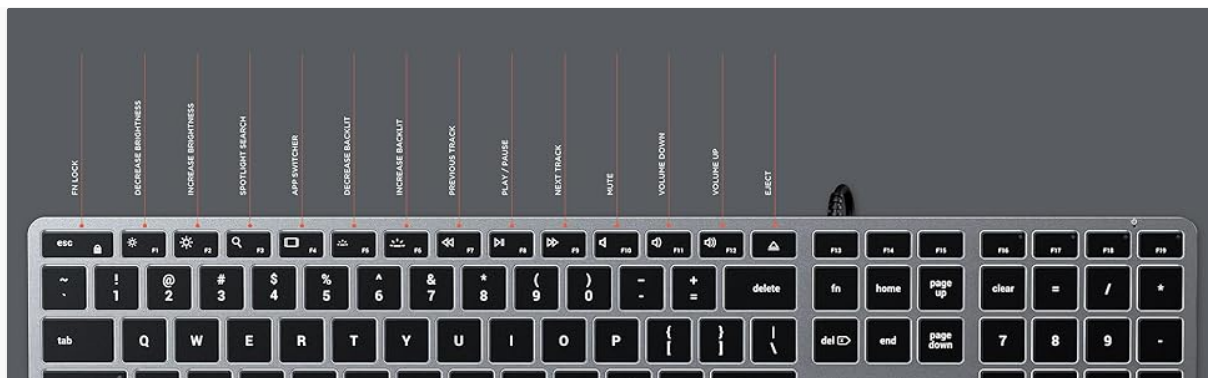 FN LOCK
DECREASE BRIGHTNESS
INCREASE BRIGHTNESS
SPOTLIGHT SEARCH
APP SWITCHER
DECREASE BACKLIT
INCREASE BACKLIT
PREVIOUS TRACK
PLAY / PAUSE
NEXT TRACK
MUTE
VOLUME DOWN
VOLUME UP
EJECT
esc F1 F2 F3 F4 F5 F6 F7 F8 F9 F10 F11 F12 F13 F14 F15 F16 F17 F18 F19
~ ! @ # $ % ^ & * ( ) - +
` 1 2 3 4 5 6 7 8 9 0 - = delete fn home page up clear = / *
tab Q W E R T Y U I O P { } |
[ ] \ del end page down 7 8 9 -